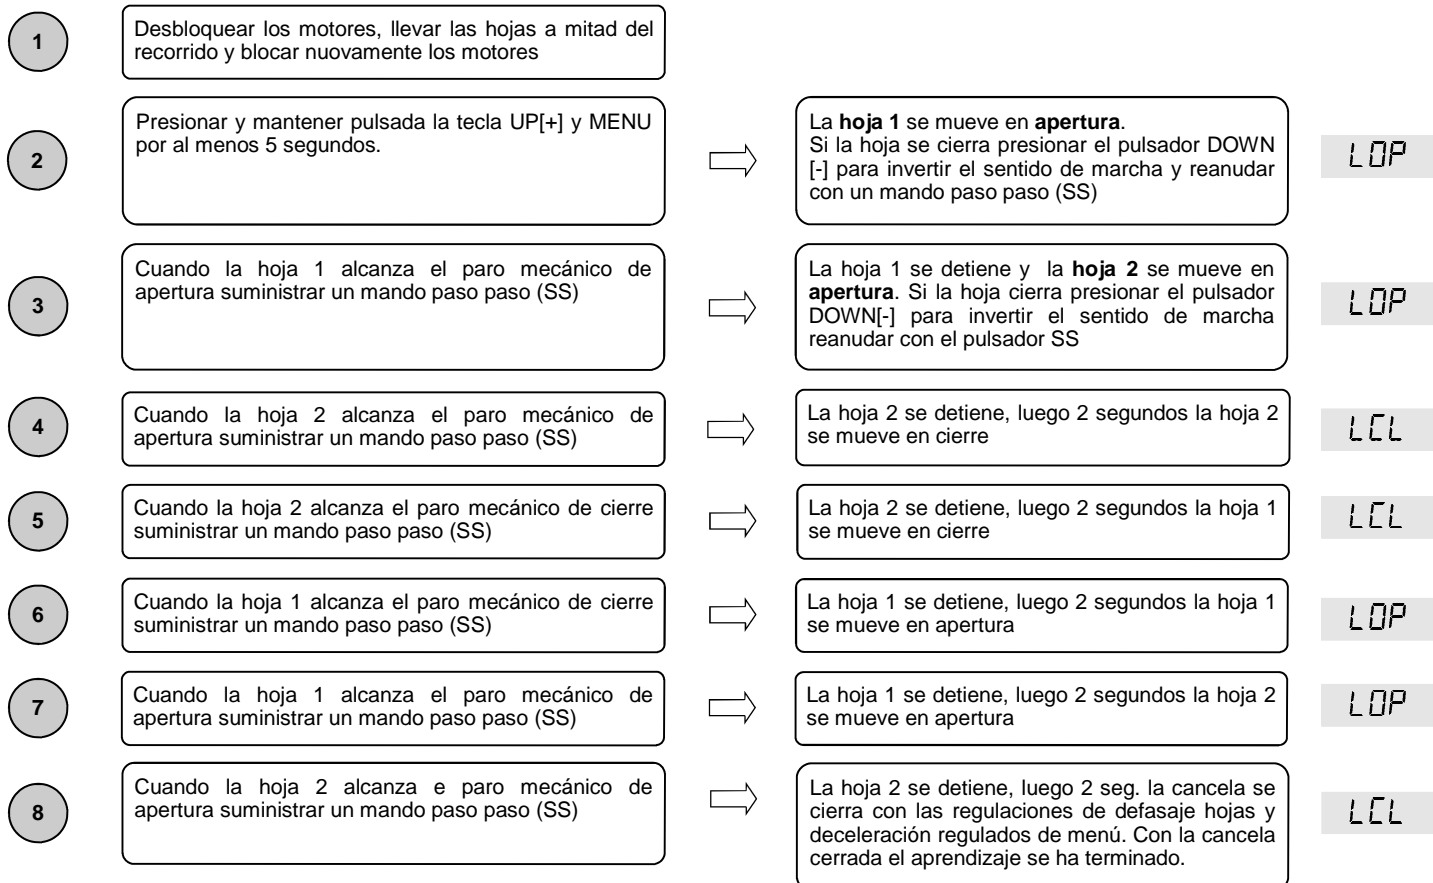 1
Desbloquear los motores, llevar las hojas a mitad del
recorrido y blocar nuovamente los motores
2
Presionar y mantener pulsada la tecla UP[+] y MENU
por al menos 5 segundos.
La hoja 1 se mueve en apertura.
Si la hoja se cierra presionar el pulsador DOWN
[-] para invertir el sentido de marcha y reanudar
con un mando paso paso (SS)
LOP
3
Cuando la hoja 1 alcanza el paro mecánico de
apertura suministrar un mando paso paso (SS)
La hoja 1 se detiene y la hoja 2 se mueve en
apertura. Si la hoja cierra presionar el pulsador
DOWN[-] para invertir el sentido de marcha
reanudar con el pulsador SS
LOP
4
Cuando la hoja 2 alcanza el paro mecánico de
apertura suministrar un mando paso paso (SS)
La hoja 2 se detiene, luego 2 segundos la hoja 2
se mueve en cierre
LCL
5
Cuando la hoja 2 alcanza el paro mecánico de cierre
suministrar un mando paso paso (SS)
La hoja 2 se detiene, luego 2 segundos la hoja 1
se mueve en cierre
LCL
6
Cuando la hoja 1 alcanza el paro mecánico de cierre
suministrar un mando paso paso (SS)
La hoja 1 se detiene, luego 2 segundos la hoja 1
se mueve en apertura
LOP
7
Cuando la hoja 1 alcanza el paro mecánico de
apertura suministrar un mando paso paso (SS)
La hoja 1 se detiene, luego 2 segundos la hoja 2
se mueve en apertura
LOP
8
Cuando la hoja 2 alcanza e paro mecánico de
apertura suministrar un mando paso paso (SS)
La hoja 2 se detiene, luego 2 seg. la cancela se
cierra con las regulaciones de defasaje hojas y
deceleración regulados de menú. Con la cancela
cerrada el aprendizaje se ha terminado.
LCL